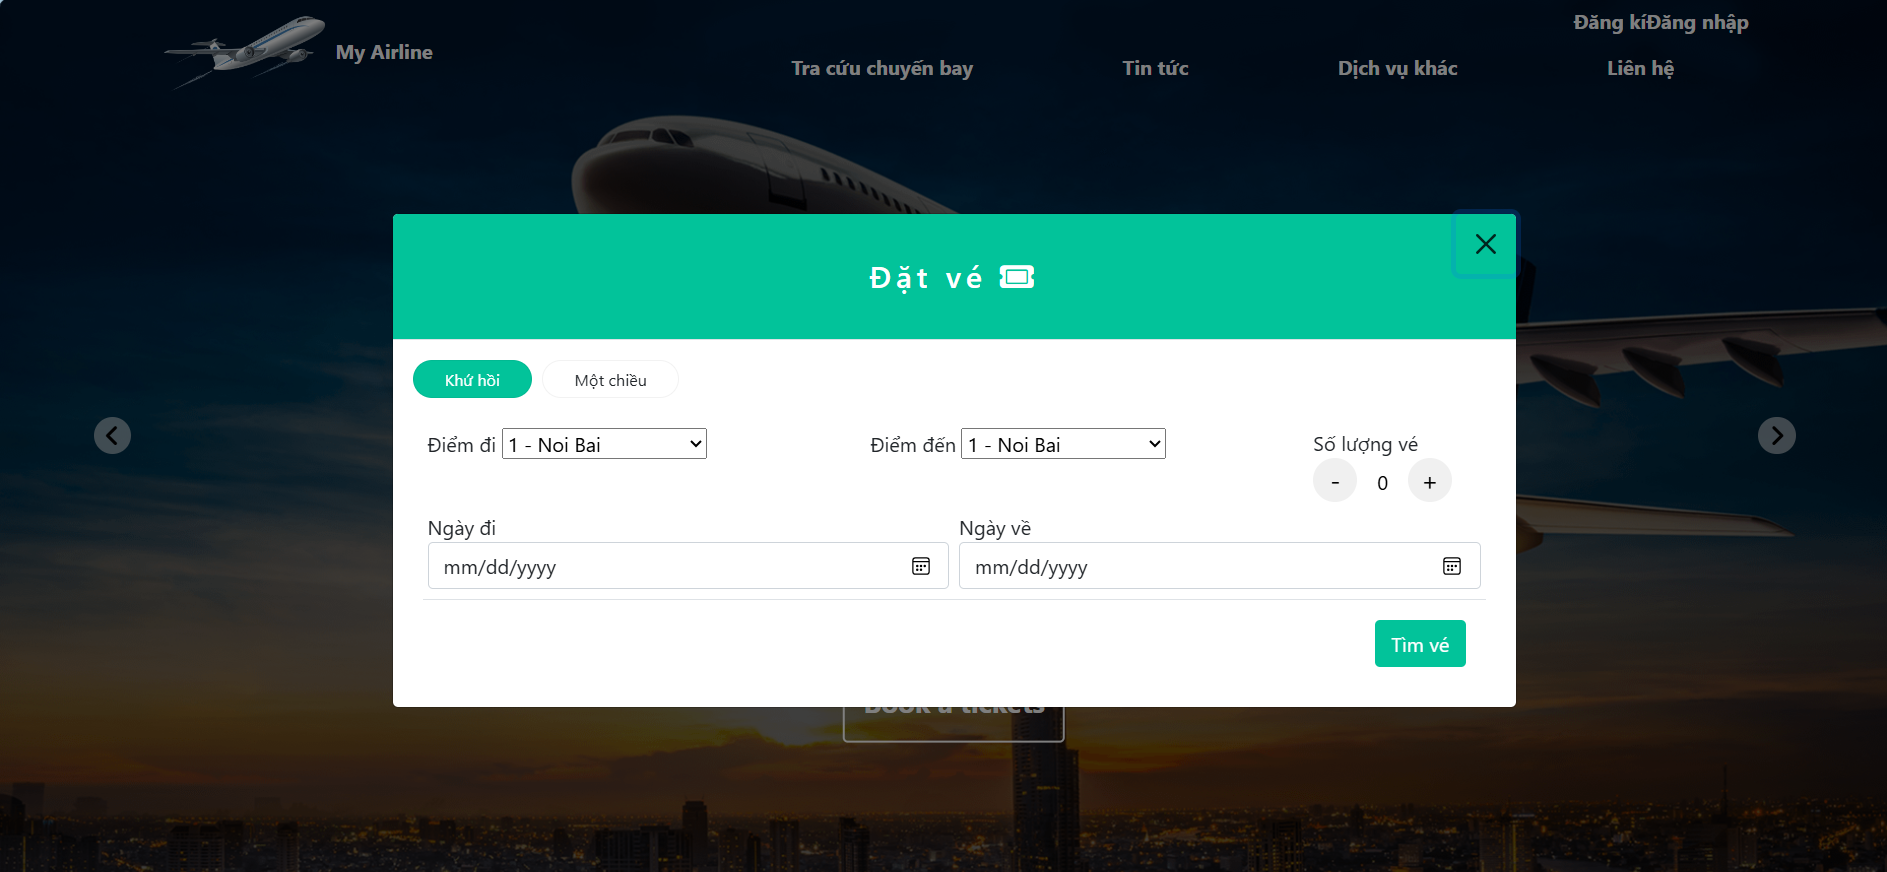 Đăng kíĐăng nhập
My Airline
Tra cứu chuyến bay
Tin tức
Dịch vụ khác
Liên hệ
Đặt vé
Khứ hồi
Một chiều
Điểm đi 1 - Noi Bai
Điểm đến 1 - Noi Bai
Số lượng vé
- 0 +
Ngày đi
Ngày về
mm/dd/yyyy
mm/dd/yyyy
Tìm vé
Book a tickets